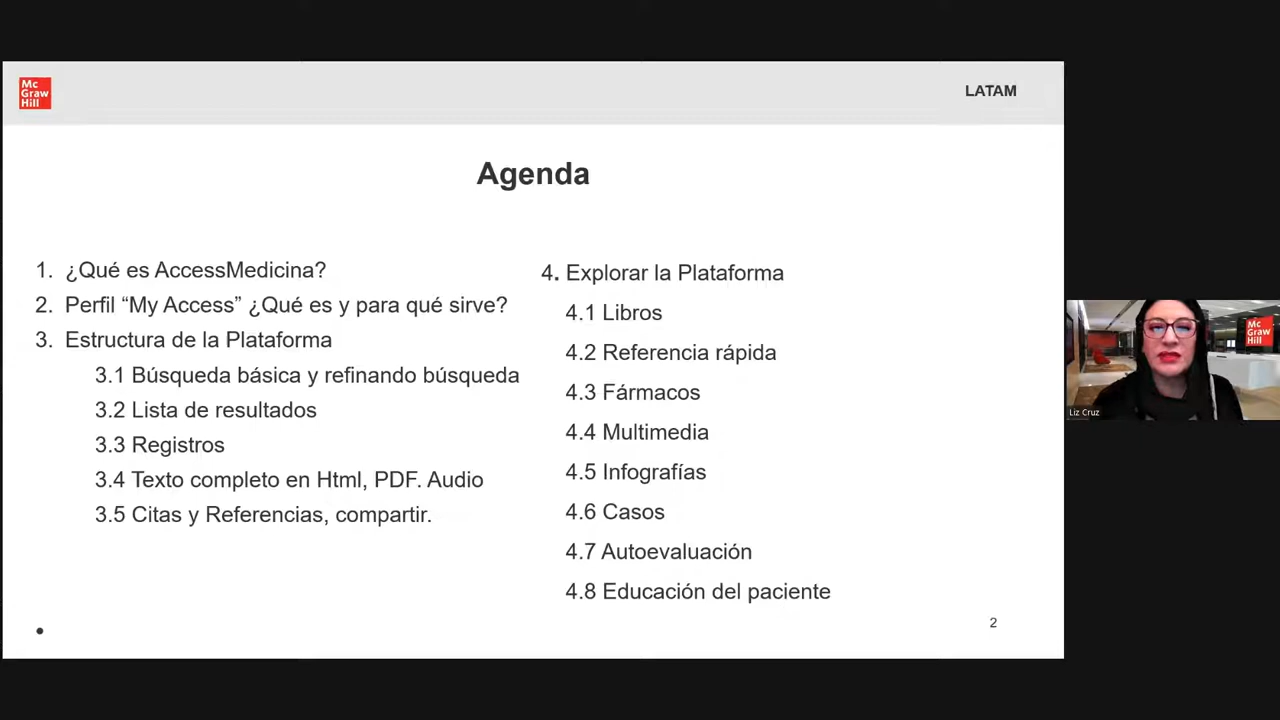 Mc
Graw
Hill
LATAM
Agenda
1. ¿Qué es AccessMedicina?
2. Perfil “My Access” ¿Qué es y para qué sirve?
3. Estructura de la Plataforma
3.1 Búsqueda básica y refinando búsqueda
3.2 Lista de resultados
3.3 Registros
3.4 Texto completo en Html, PDF. Audio
3.5 Citas y Referencias, compartir.
4. Explorar la Plataforma
4.1 Libros
4.2 Referencia rápida
4.3 Fármacos
4.4 Multimedia
4.5 Infografías
4.6 Casos
4.7 Autoevaluación
4.8 Educación del paciente
2
Mc
Graw
Hill
Liz Cruz